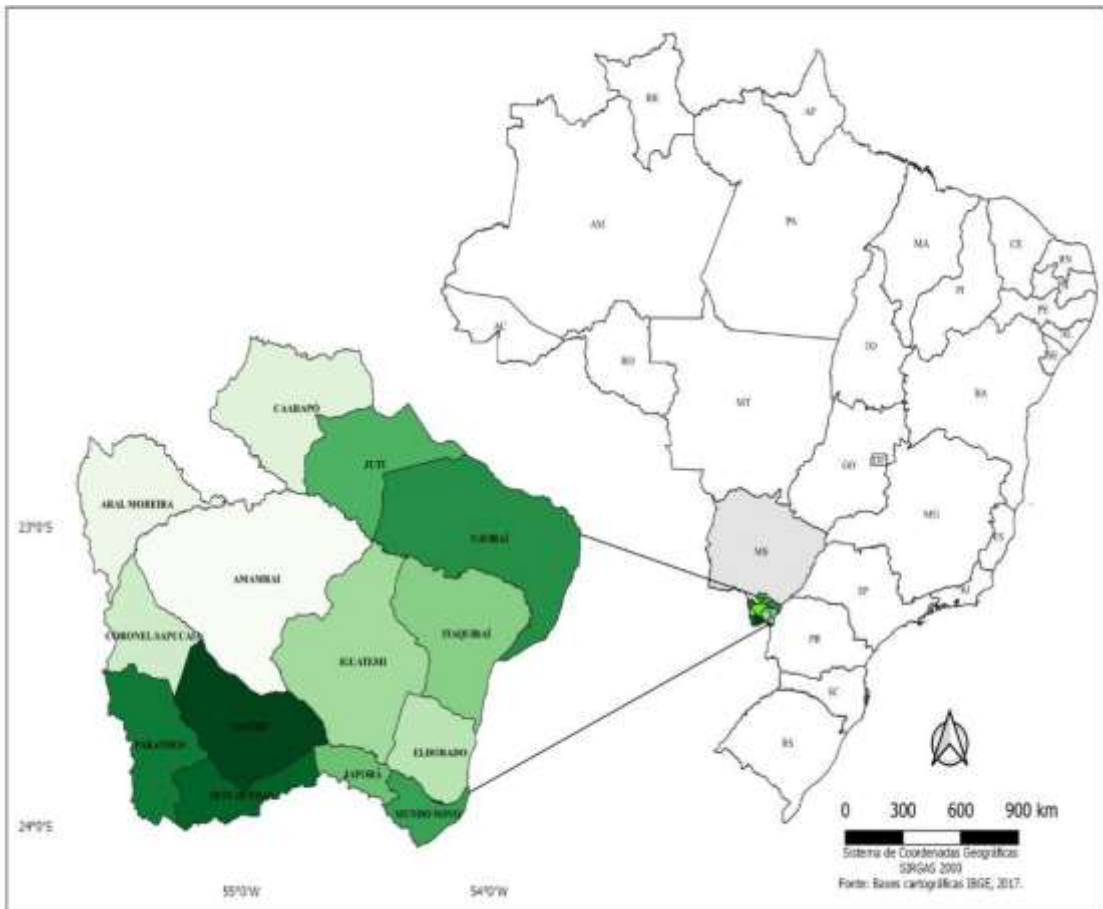 RR
AP
AM
PA
MA
CE
RN
PI
PE
AL
AC
RO
TO
SE
BA
MT
CAARAPÓ
GO
DF
JUTI
ARAL MOREIRA
MG
23°0'S
NAVIRAÍ
ES
MS
AMAMBAI
SP
RJ
CORONEL SAPUCAIA
ITAQUIRAÍ
PR
IGUATEMI
SC
PARANHOS
RS
ELDORADO
JAPORÃ
MUNDO NOVO
24°0'S
0 300 600 900 km
Sistema de Coordenadas Geográficas
SIRGAS 2000
Fonte: Bases cartográficas IBGE, 2017.
55°0'W
54°0'W